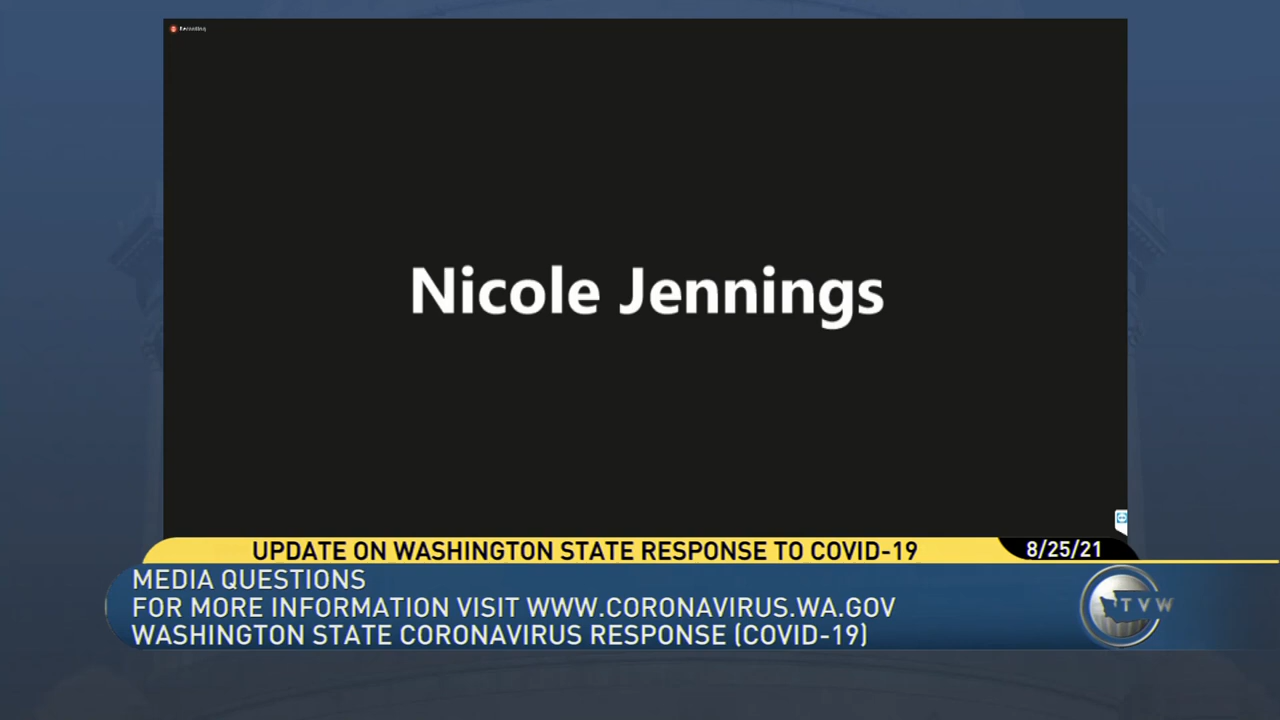 Recording
Nicole Jennings
UPDATE ON WASHINGTON STATE RESPONSE TO COVID-19
8/25/21
MEDIA QUESTIONS
FOR MORE INFORMATION VISIT WWW.CORONAVIRUS.WA.GOV
WASHINGTON STATE CORONAVIRUS RESPONSE (COVID-19)
TVW